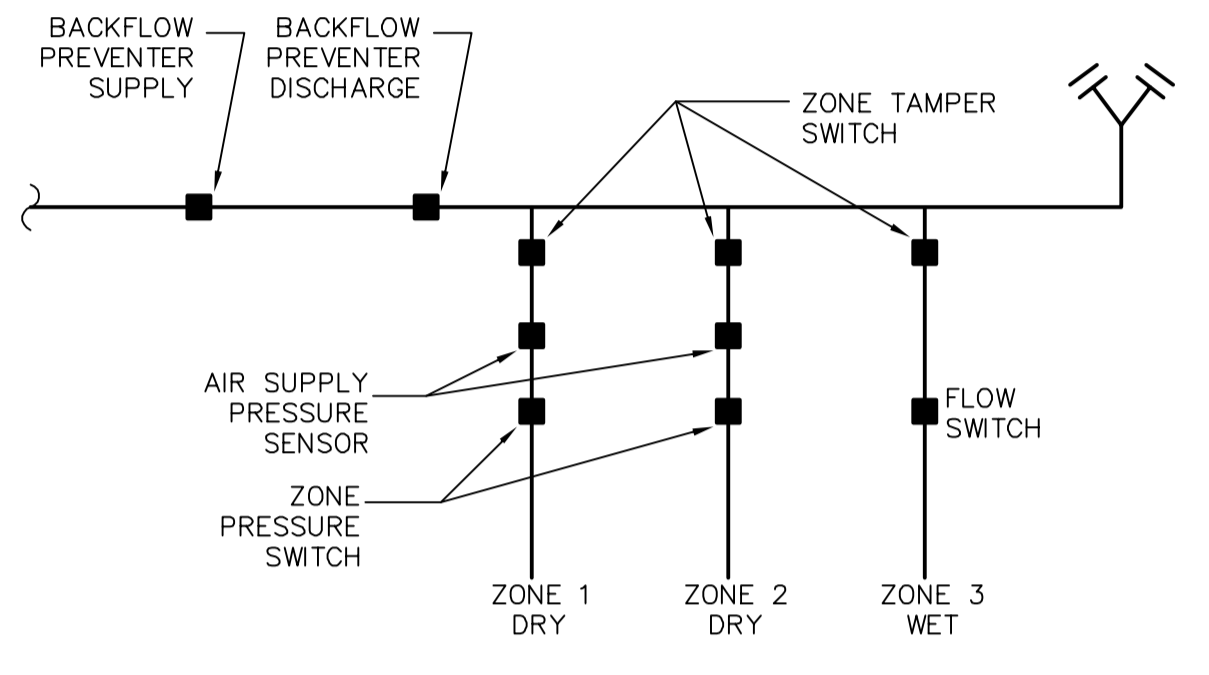 BACKFLOW
PREVENTER
SUPPLY
BACKFLOW
PREVENTER
DISCHARGE
ZONE TAMPER
SWITCH
AIR SUPPLY
PRESSURE
SENSOR
FLOW
SWITCH
ZONE
PRESSURE
SWITCH
ZONE 1
DRY
ZONE 2
DRY
ZONE 3
WET